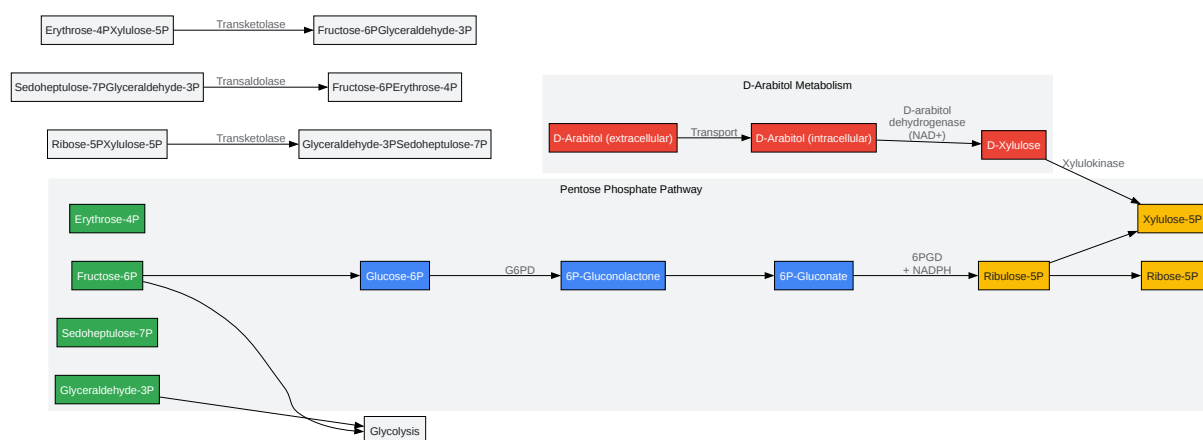 Erythrose-4PXylulose-5P
Transketolase
Fructose-6PGlyceraldehyde-3P
Sedoheptulose-7PGlyceraldehyde-3P
Transaldolase
Fructose-6PErythrose-4P
Ribose-5PXylulose-5P
Transketolase
Glyceraldehyde-3PSedoheptulose-7P
D-Arabitol Metabolism
D-Arabitol (extracellular)
Transport
D-Arabitol (intracellular)
D-arabitol
dehydrogenase
(NAD+)
D-Xylulose
Xylulokinase
Pentose Phosphate Pathway
Erythrose-4P
Xylulose-5P
Fructose-6P
Glucose-6P
G6PD
6P-Gluconolactone
6P-Gluconate
6PGD
+ NADPH
Ribulose-5P
Ribose-5P
Sedoheptulose-7P
Glyceraldehyde-3P
Glycolysis